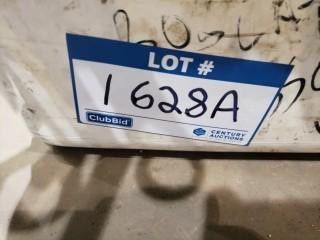 LOT #
1628A
ClubBid
CENTURY
AUCTIONS